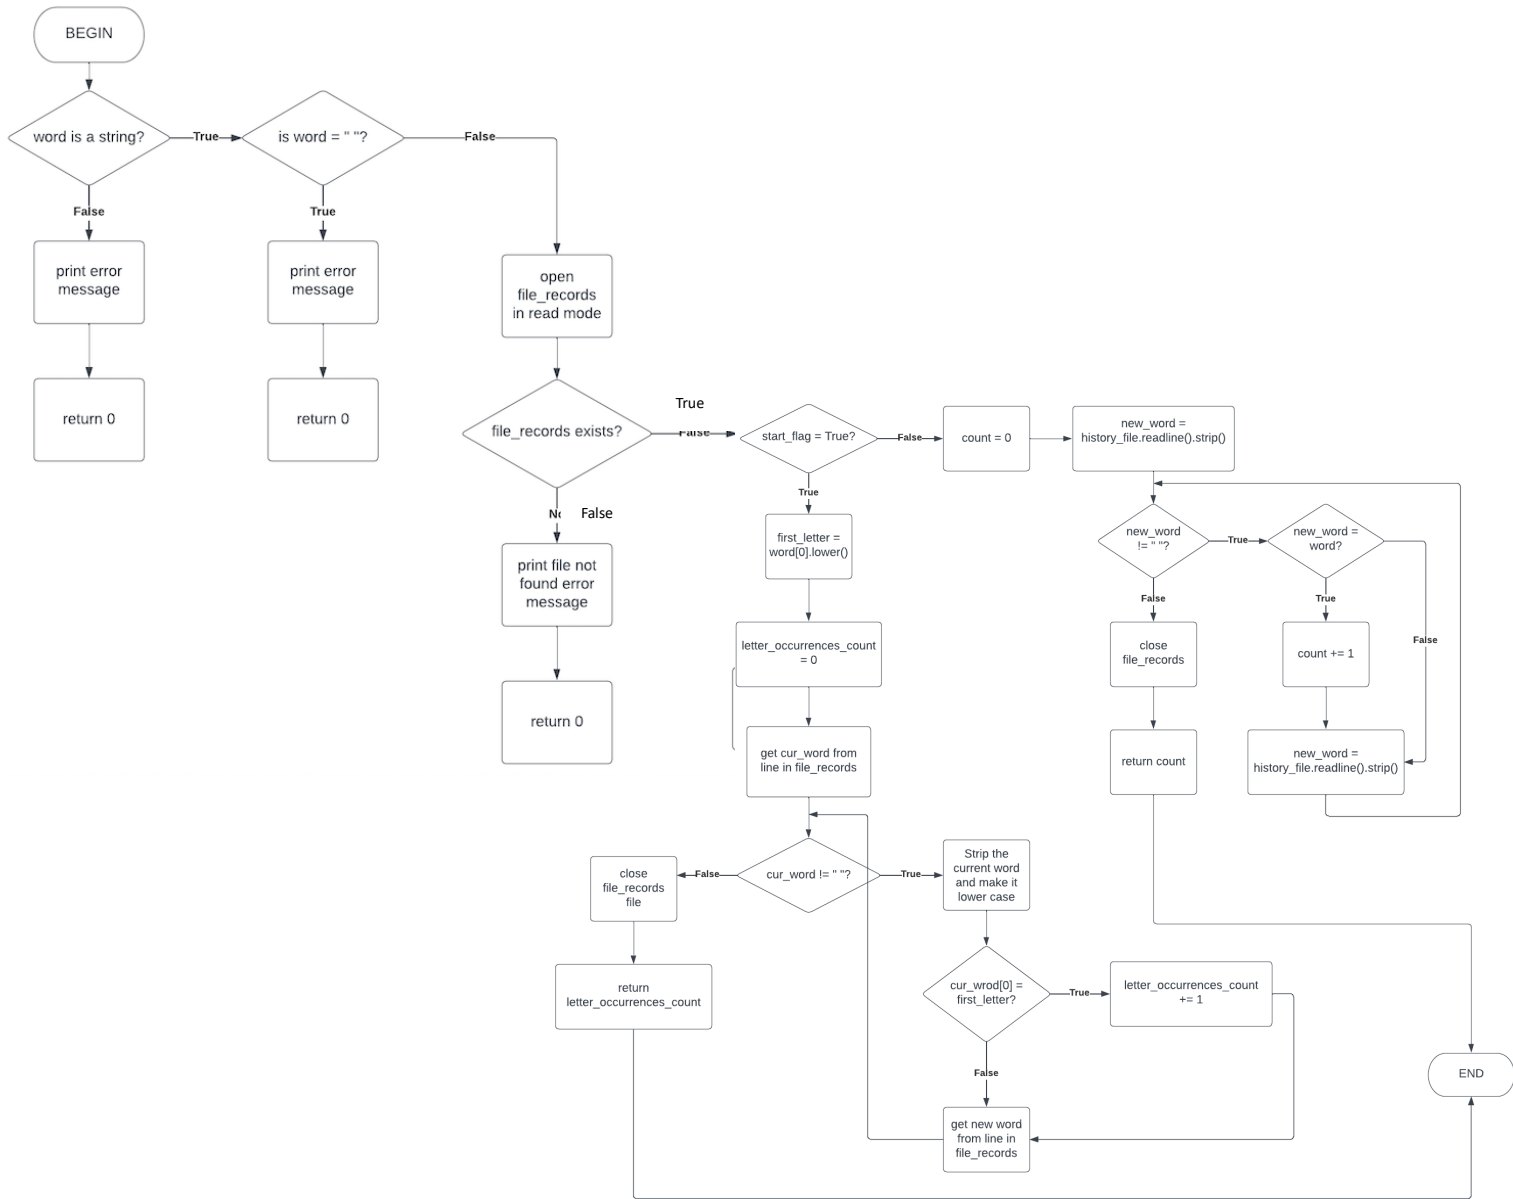 BEGIN
word is a string?
True
is word = " "?
False
False
True
print error
message
print error
message
open
file_records
in read mode
return 0
return 0
True
file_records exists?
False
start_flag = True?
False
count = 0
new_word =
history_file.readline().strip()
True
False
print file not
found error
message
first_letter =
word[0].lower()
new_word
!= " "?
True
new_word =
word?
False
True
False
letter_occurrences_count
= 0
close
file_records
count += 1
return 0
get cur_word from
line in file_records
return count
new_word =
history_file.readline().strip()
close
file_records
file
False
cur_word != " "?
True
Strip the
current word
and make it
lower case
return
letter_occurrences_count
cur_wrod[0] =
first_letter?
True
letter_occurrences_count
+= 1
False
END
get new word
from line in
file_records